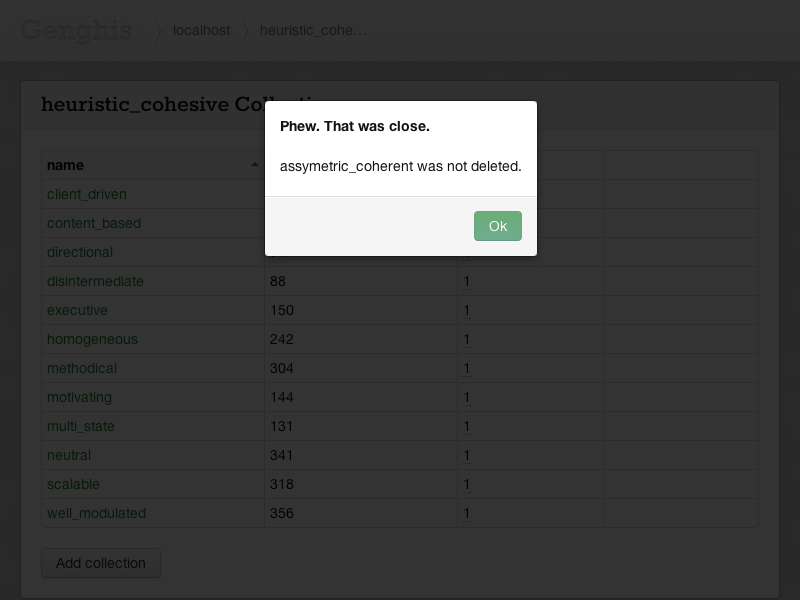 Genghis
localhost
heuristic_cohe…
heuristic_cohesive
Phew. That was close.
assymetric_coherent was not deleted.
Ok
name
client_driven
content_based
directional
disintermediate 88 1
executive 150 1
homogeneous 242 1
methodical 304 1
motivating 144 1
multi_state 131 1
neutral 341 1
scalable 318 1
well_modulated 356 1
Add collection